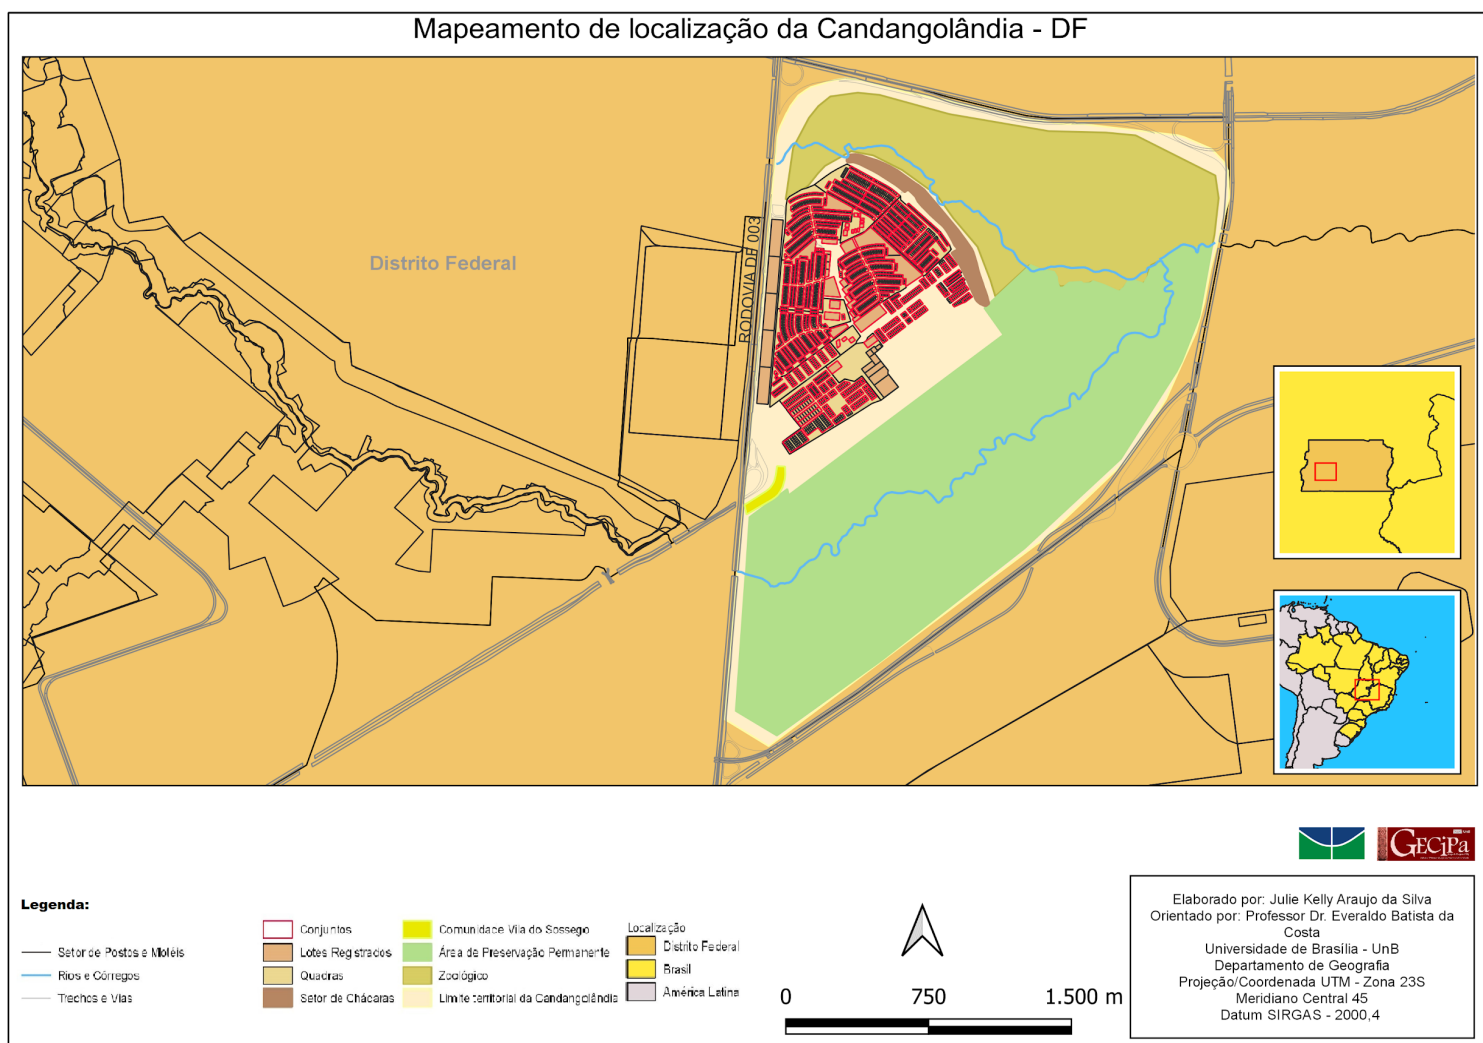 Mapeamento de localização da Candangolândia - DF
Distrito Federal
RODOVIA DF 003
GECiPa
Legenda:
Setor de Postos e Motéis
Rios e Córregos
Trechos e Vias
Conjuntos
Lotes Registrados
Quadras
Setor de Chácaras
Comunidade Vila do Sossego
Área de Preservação Permanente
Zoológico
Limite territorial da Candangolândia
Localização
Distrito Federal
Brasil
América Latina
0 750 1.500 m
Elaborado por: Julie Kelly Araujo da Silva
Orientado por: Professor Dr. Everaldo Batista da
Costa
Universidade de Brasilia - UnB
Departamento de Geografia
Projeção/Coordenada UTM - Zona 23S
Meridiano Central 45
Datum SIRGAS - 2000,4